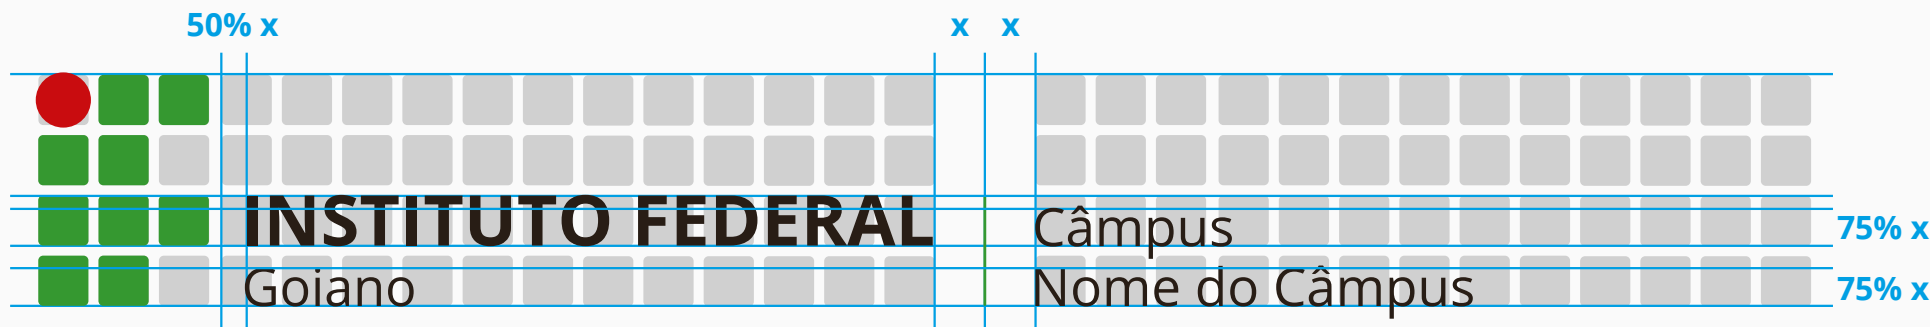 50% x
x
x
INSTITUTO FEDERAL
Goiano
Câmpus
Nome do Câmpus
75% x
75% x